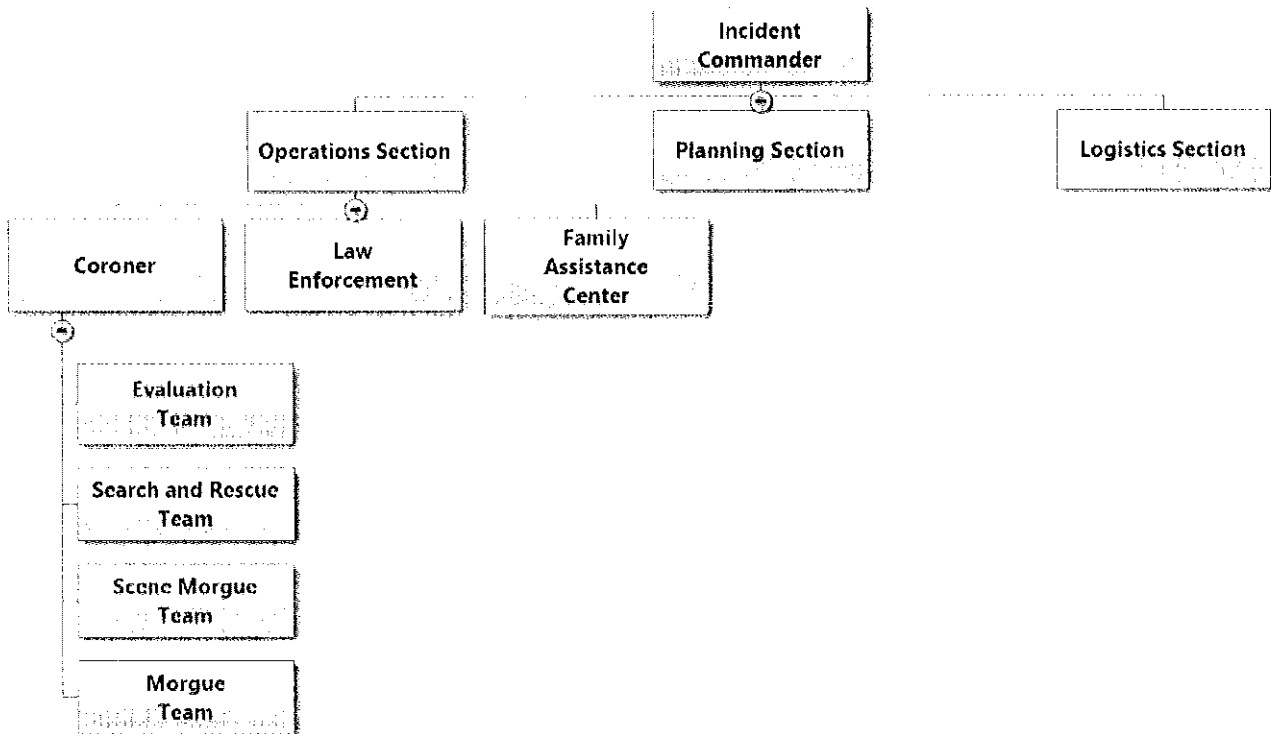 Incident
Commander
Operations Section
Planning Section
Logistics Section
Coroner
Law
Enforcement
Family
Assistance
Center
Evaluation
Team
Search and Rescue
Team
Scene Morgue
Team
Morgue
Team